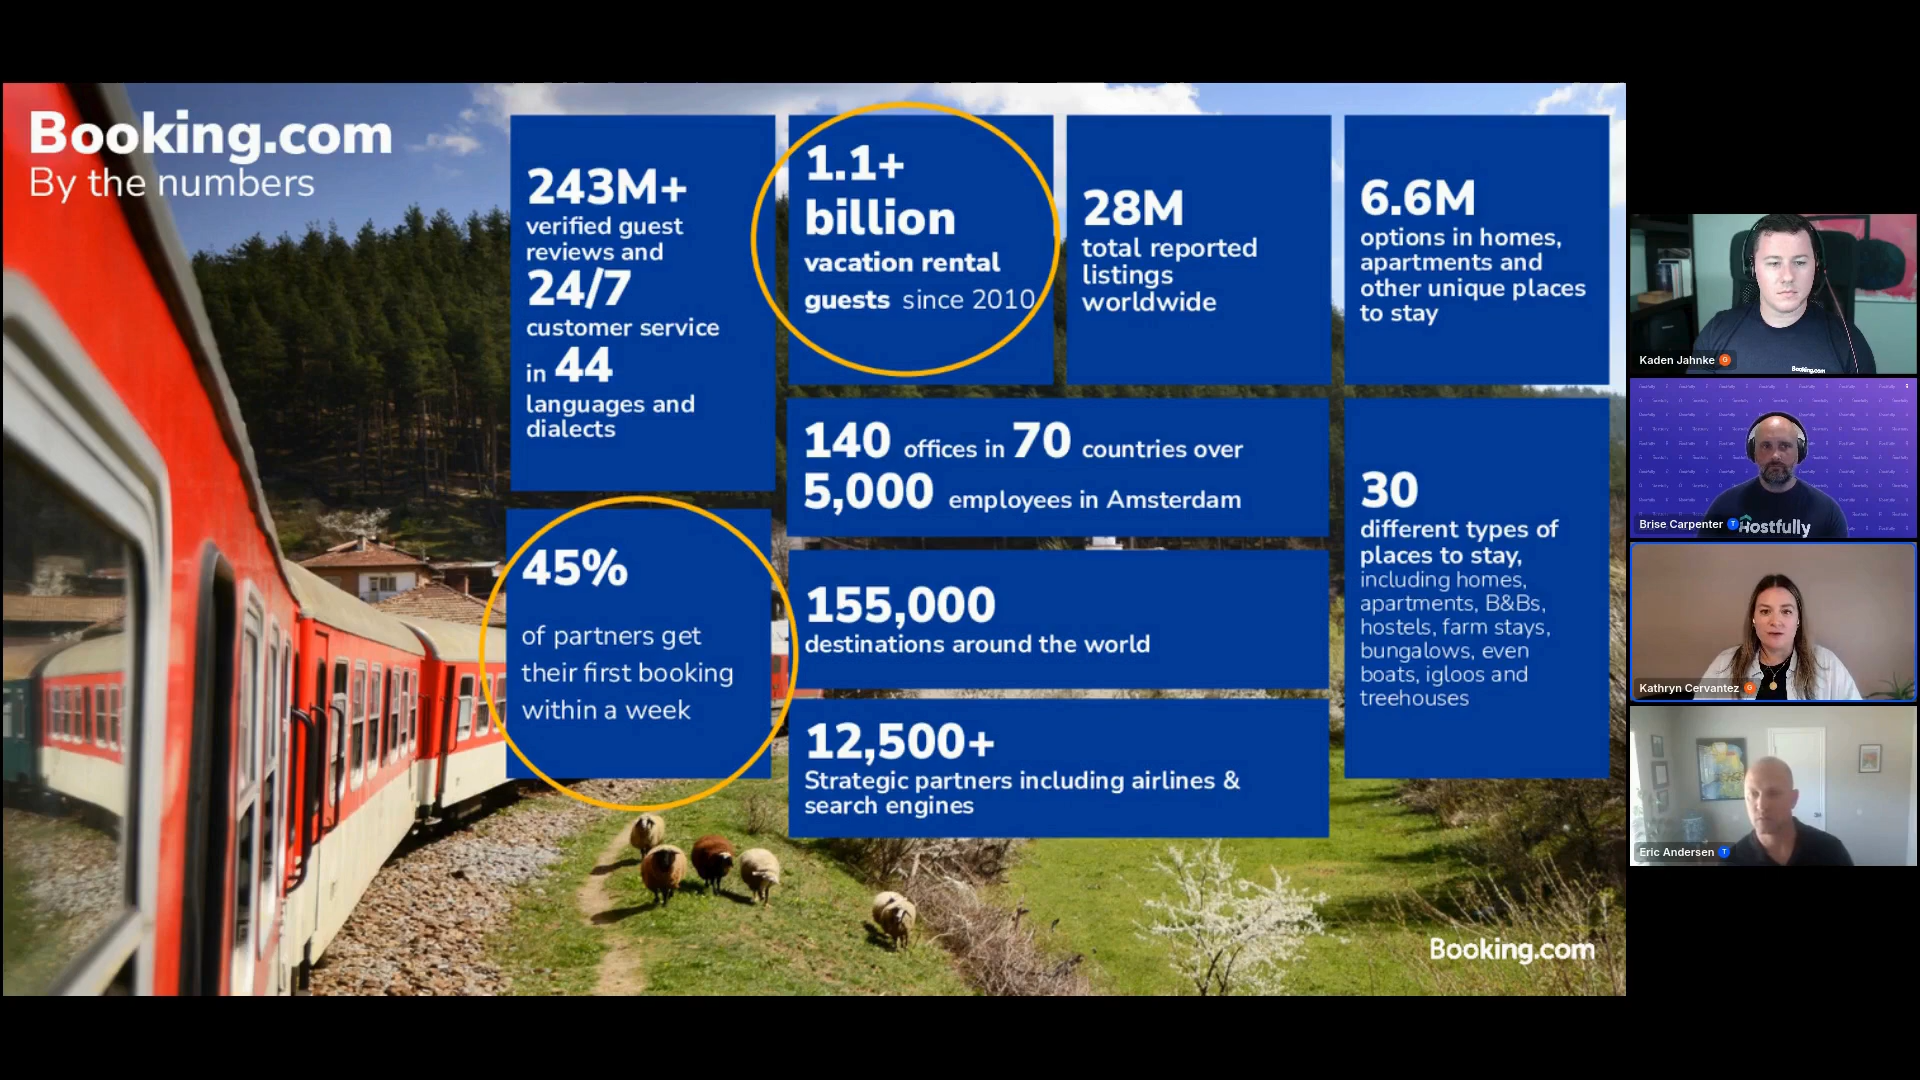 Booking.com
By the numbers
243M+
verified guest
reviews and
24/7
customer service
in 44
languages and
dialects
1.1+
billion
vacation rental
guests since 2010
28M
total reported
listings
worldwide
6.6M
options in homes,
apartments and
other unique places
to stay
140 offices in 70 countries over
5,000 employees in Amsterdam
45%
of partners get
their first booking
within a week
155,000
destinations around the world
12,500+
Strategic partners including airlines &
search engines
30
different types of
places to stay,
including homes,
apartments, B&Bs,
hostels, farm stays,
bungalows, even
boats, igloos and
treehouses
Booking.com
Kaden Jahnke G
Booking.com
Brise Carpenter T
Hostfully
Kathryn Cervantez G
Eric Andersen T